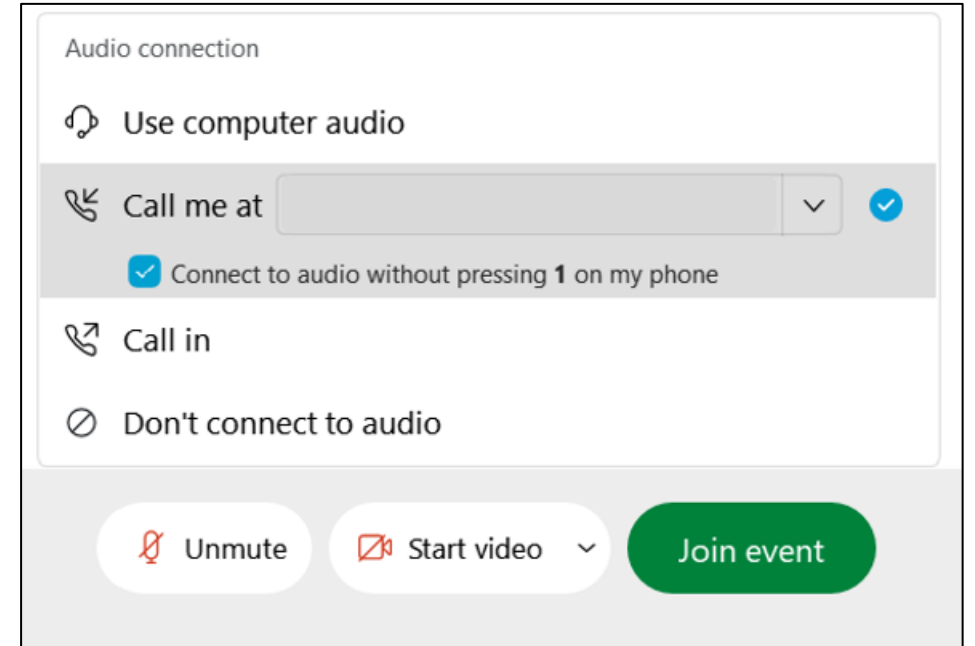 Audio connection
Use computer audio
Call me at
Connect to audio without pressing 1 on my phone
Call in
Don't connect to audio
Unmute
Start video
Join event